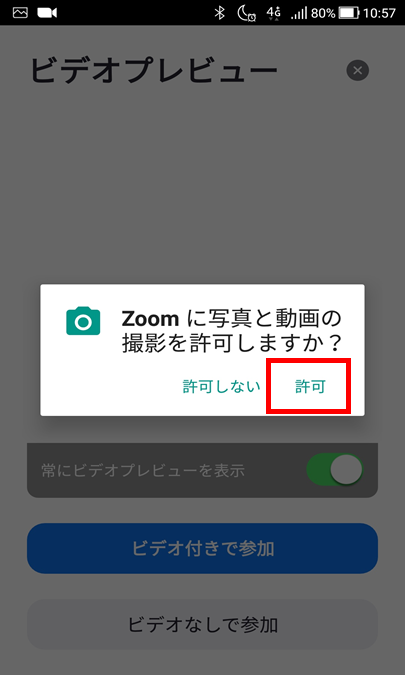 4G 80% 10:57
ビデオプレビュー
Zoom に写真と動画の
撮影を許可しますか？
許可しない 許可
常にビデオプレビューを表示
ビデオ付きで参加
ビデオなしで参加